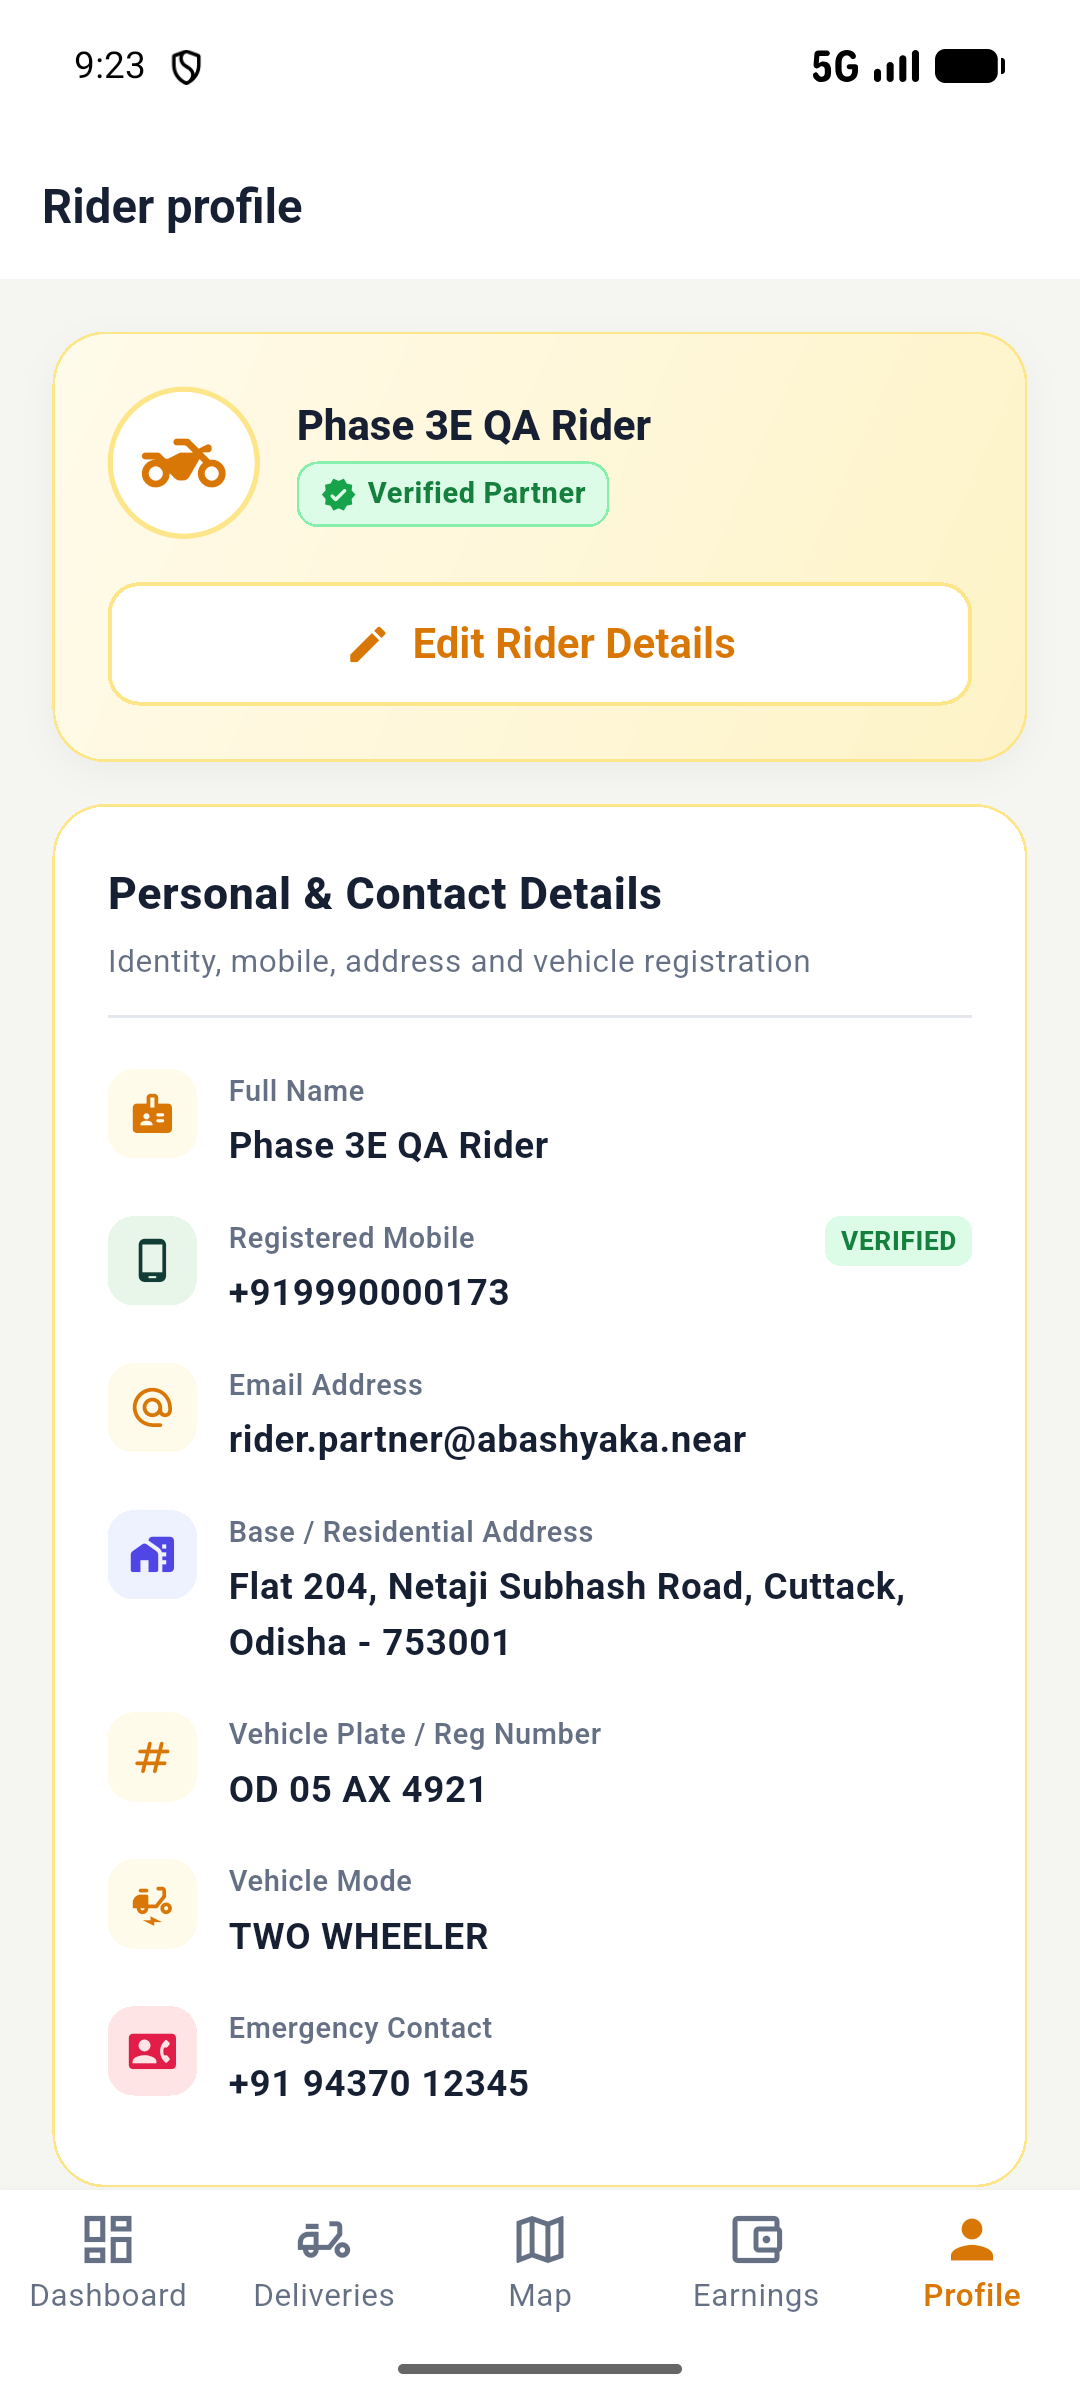 9:23
5G
Rider profile
Phase 3E QA Rider
Verified Partner
Edit Rider Details
Personal & Contact Details
Identity, mobile, address and vehicle registration
Full Name
Phase 3E QA Rider
Registered Mobile
VERIFIED
+919990000173
Email Address
rider.partner@abashyaka.near
Base / Residential Address
Flat 204, Netaji Subhash Road, Cuttack,
Odisha - 753001
Vehicle Plate / Reg Number
OD 05 AX 4921
Vehicle Mode
TWO WHEELER
Emergency Contact
+91 94370 12345
Dashboard
Deliveries
Map
Earnings
Profile